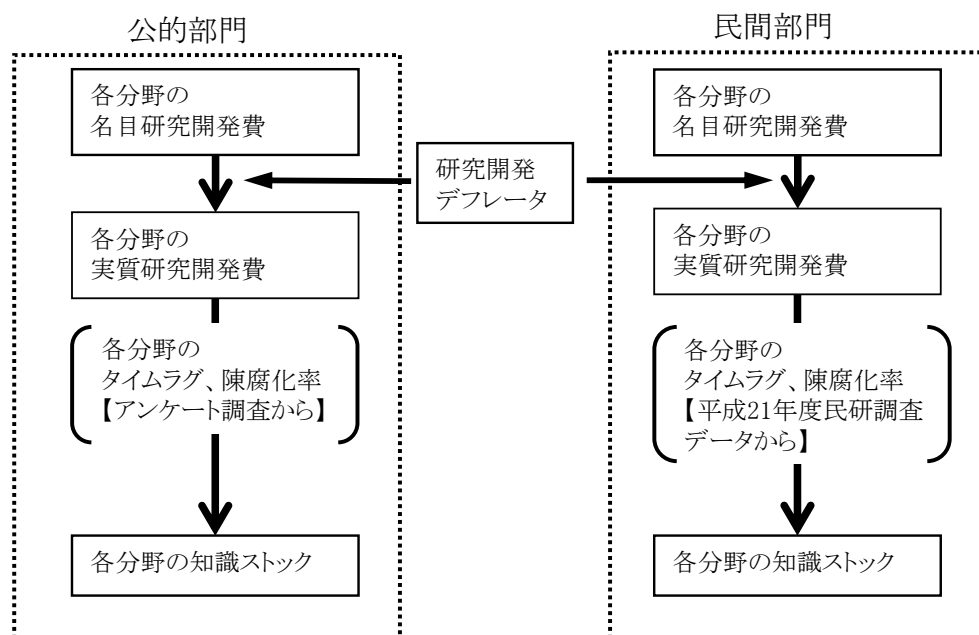 公的部門
各分野の
名目研究開発費
各分野の
実質研究開発費
各分野の
タイムラグ、陳腐化率
【アンケート調査から】
各分野の知識ストック
研究開発
デフレータ
民間部門
各分野の
名目研究開発費
各分野の
実質研究開発費
各分野の
タイムラグ、陳腐化率
【平成21年度民研調査
データから】
各分野の知識ストック